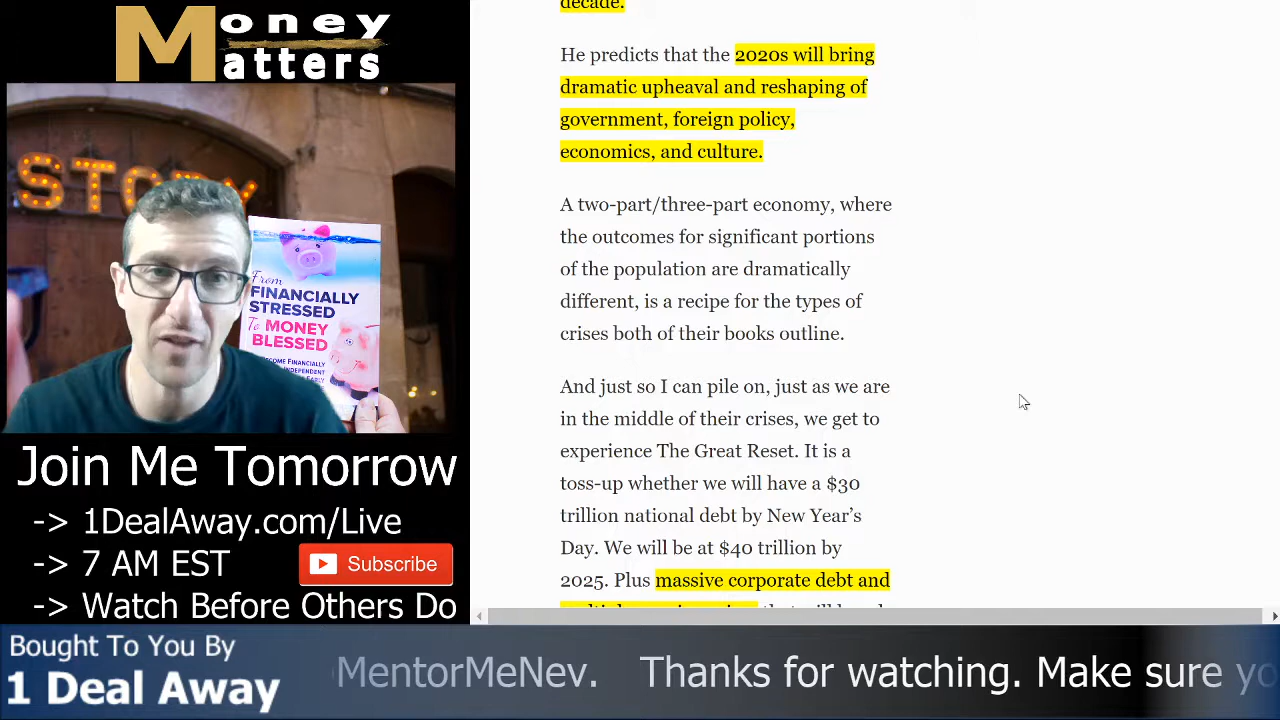 Money
Matters
STORY
From
FINANCIALLY
STRESSED
To MONEY
BLESSED
Join Me Tomorrow
-> 1DealAway.com/Live
-> 7 AM EST
Subscribe
-> Watch Before Others Do
decade.
He predicts that the 2020s will bring
dramatic upheaval and reshaping of
government, foreign policy,
economics, and culture.
A two-part/three-part economy, where
the outcomes for significant portions
of the population are dramatically
different, is a recipe for the types of
crises both of their books outline.
And just so I can pile on, just as we are
in the middle of their crises, we get to
experience The Great Reset. It is a
toss-up whether we will have a $30
trillion national debt by New Year’s
Day. We will be at $40 trillion by
2025. Plus massive corporate debt and
Bought To You By
1 Deal Away
MentorMeNev. Thanks for watching. Make sure